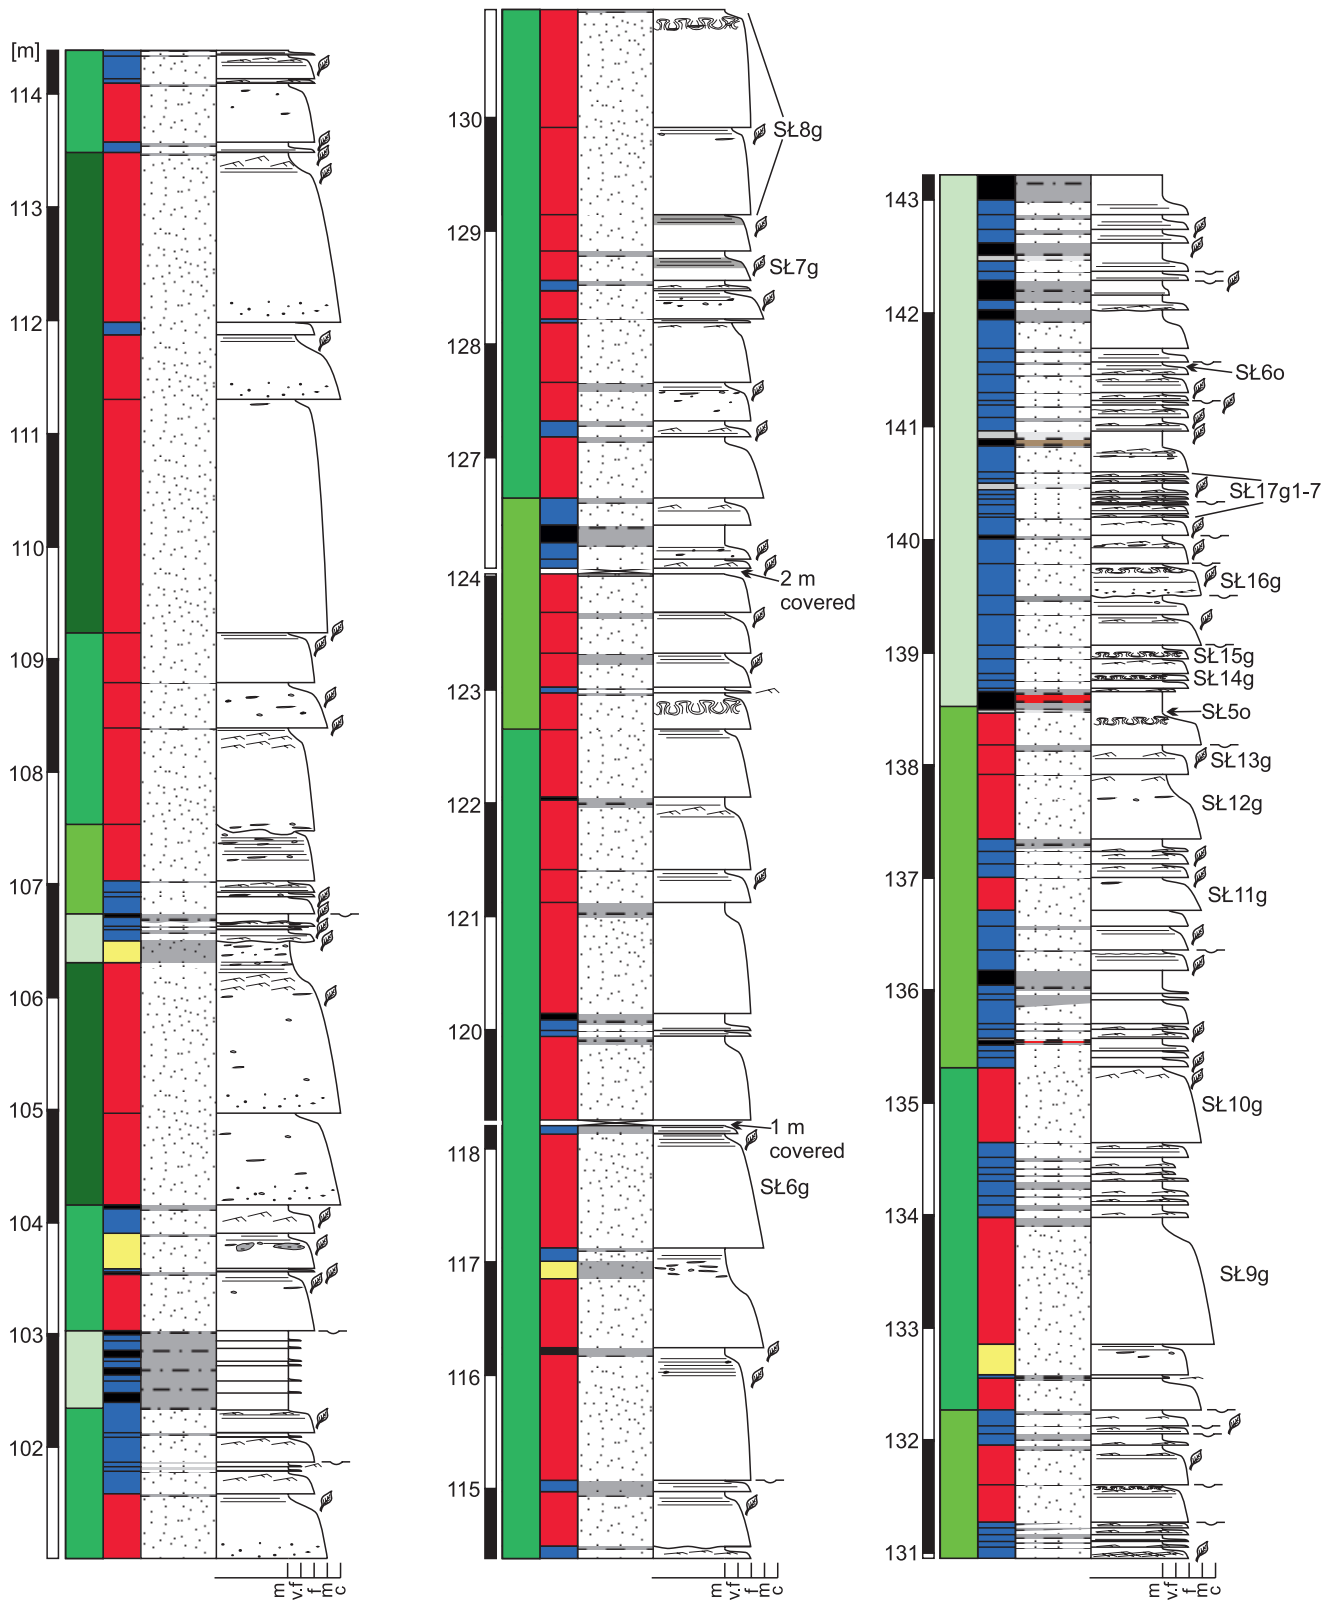 [m]
114
113
112
111
110
109
108
107
106
105
104
103
102
m
v.f
f
m
c
130
SŁ8g
129
SŁ7g
128
127
124
2 m
covered
123
122
121
120
1 m
covered
118
SŁ6g
117
116
115
m
v.f
f
m
c
143
142
SŁ6o
141
SŁ17g1-7
140
SŁ16g
139
SŁ15g
SŁ14g
SŁ5o
138
SŁ13g
SŁ12g
137
SŁ11g
136
135
SŁ10g
134
SŁ9g
133
132
131
m
v.f
f
m
c